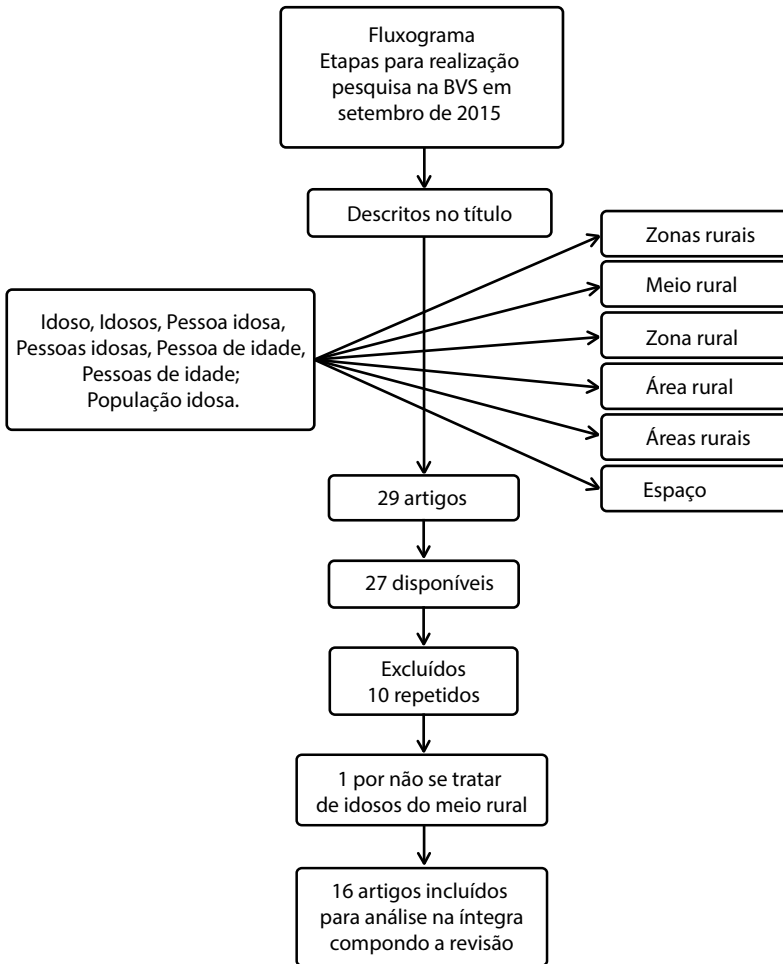 Fluxograma
Etapas para realização
pesquisa na BVS em
setembro de 2015
Descritos no título
Idoso, Idosos, Pessoa idosa,
Pessoas idosas, Pessoa de idade,
Pessoas de idade;
População idosa.
Zonas rurais
Meio rural
Zona rural
Área rural
Áreas rurais
Espaço
29 artigos
27 disponíveis
Excluídos
10 repetidos
1 por não se tratar
de idosos do meio rural
16 artigos incluídos
para análise na íntegra
compondo a revisão